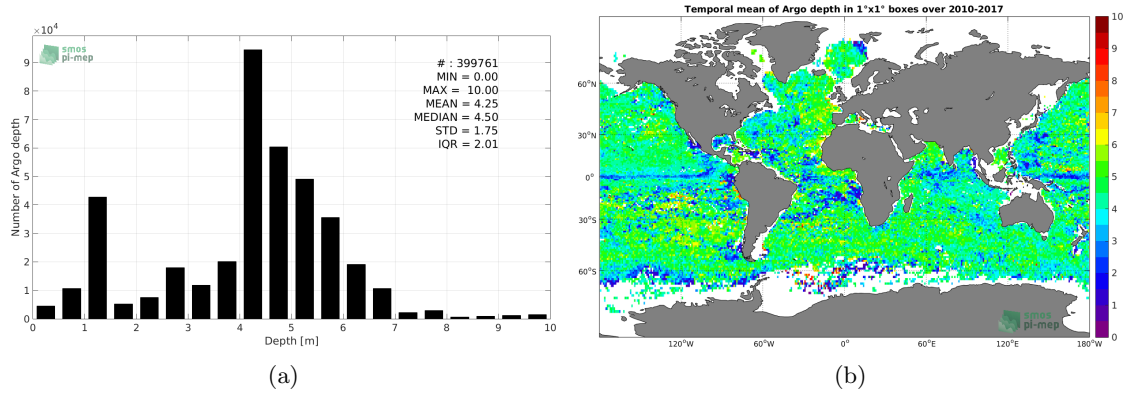 ×10⁴
smos
pi-mep
# : 399761
MIN = 0.00
MAX = 10.00
MEAN = 4.25
MEDIAN = 4.50
STD = 1.75
IQR = 2.01
Number of Argo depth
9
8
7
6
5
4
3
2
1
0
0 1 2 3 4 5 6 7 8 9 10
Depth [m]
(a)
Temporal mean of Argo depth in 1°x1° boxes over 2010-2017
60°N
30°N
0°
30°S
60°S
120°W 60°W 0° 60°E 120°E 180°W
smos
pi-mep
10
9
8
7
6
5
4
3
2
1
0
(b)